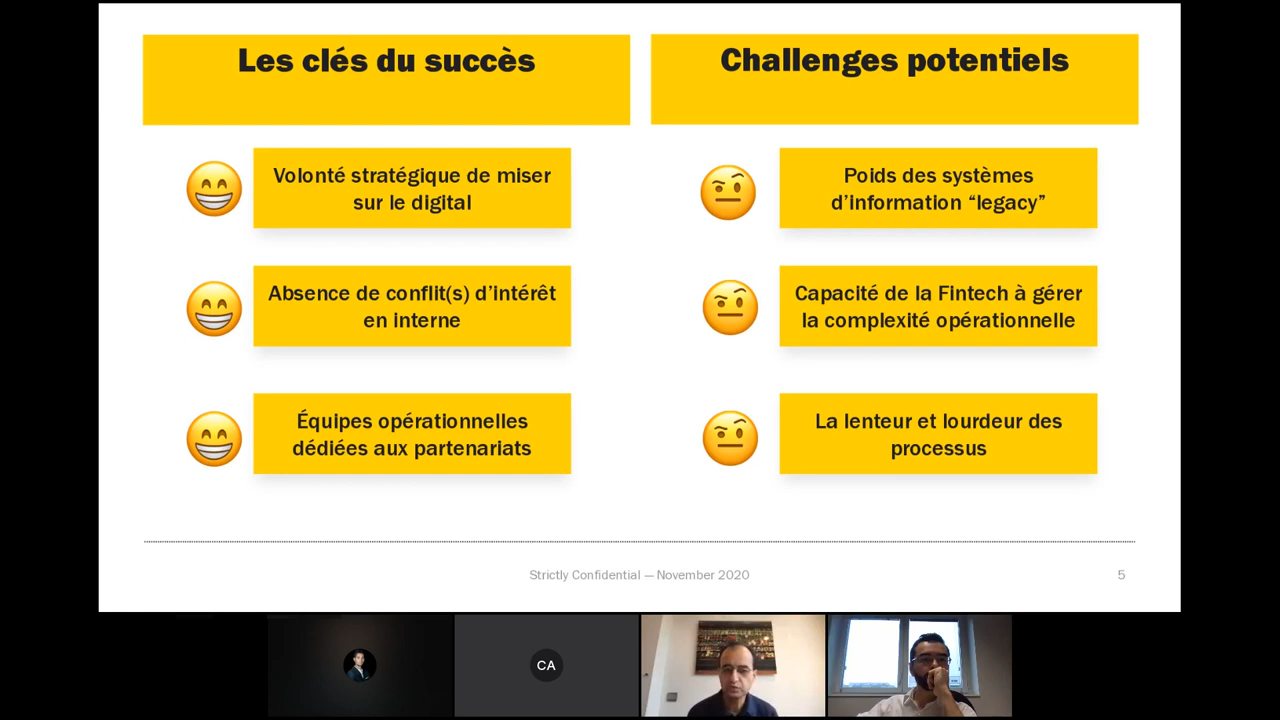 Les clés du succès
Challenges potentiels
Volonté stratégique de miser
sur le digital
Poids des systèmes
d’information “legacy”
Absence de conflit(s) d’intérêt
en interne
Capacité de la Fintech à gérer
la complexité opérationnelle
Équipes opérationnelles
dédiées aux partenariats
La lenteur et lourdeur des
processus
Strictly Confidential — November 2020
5
CA